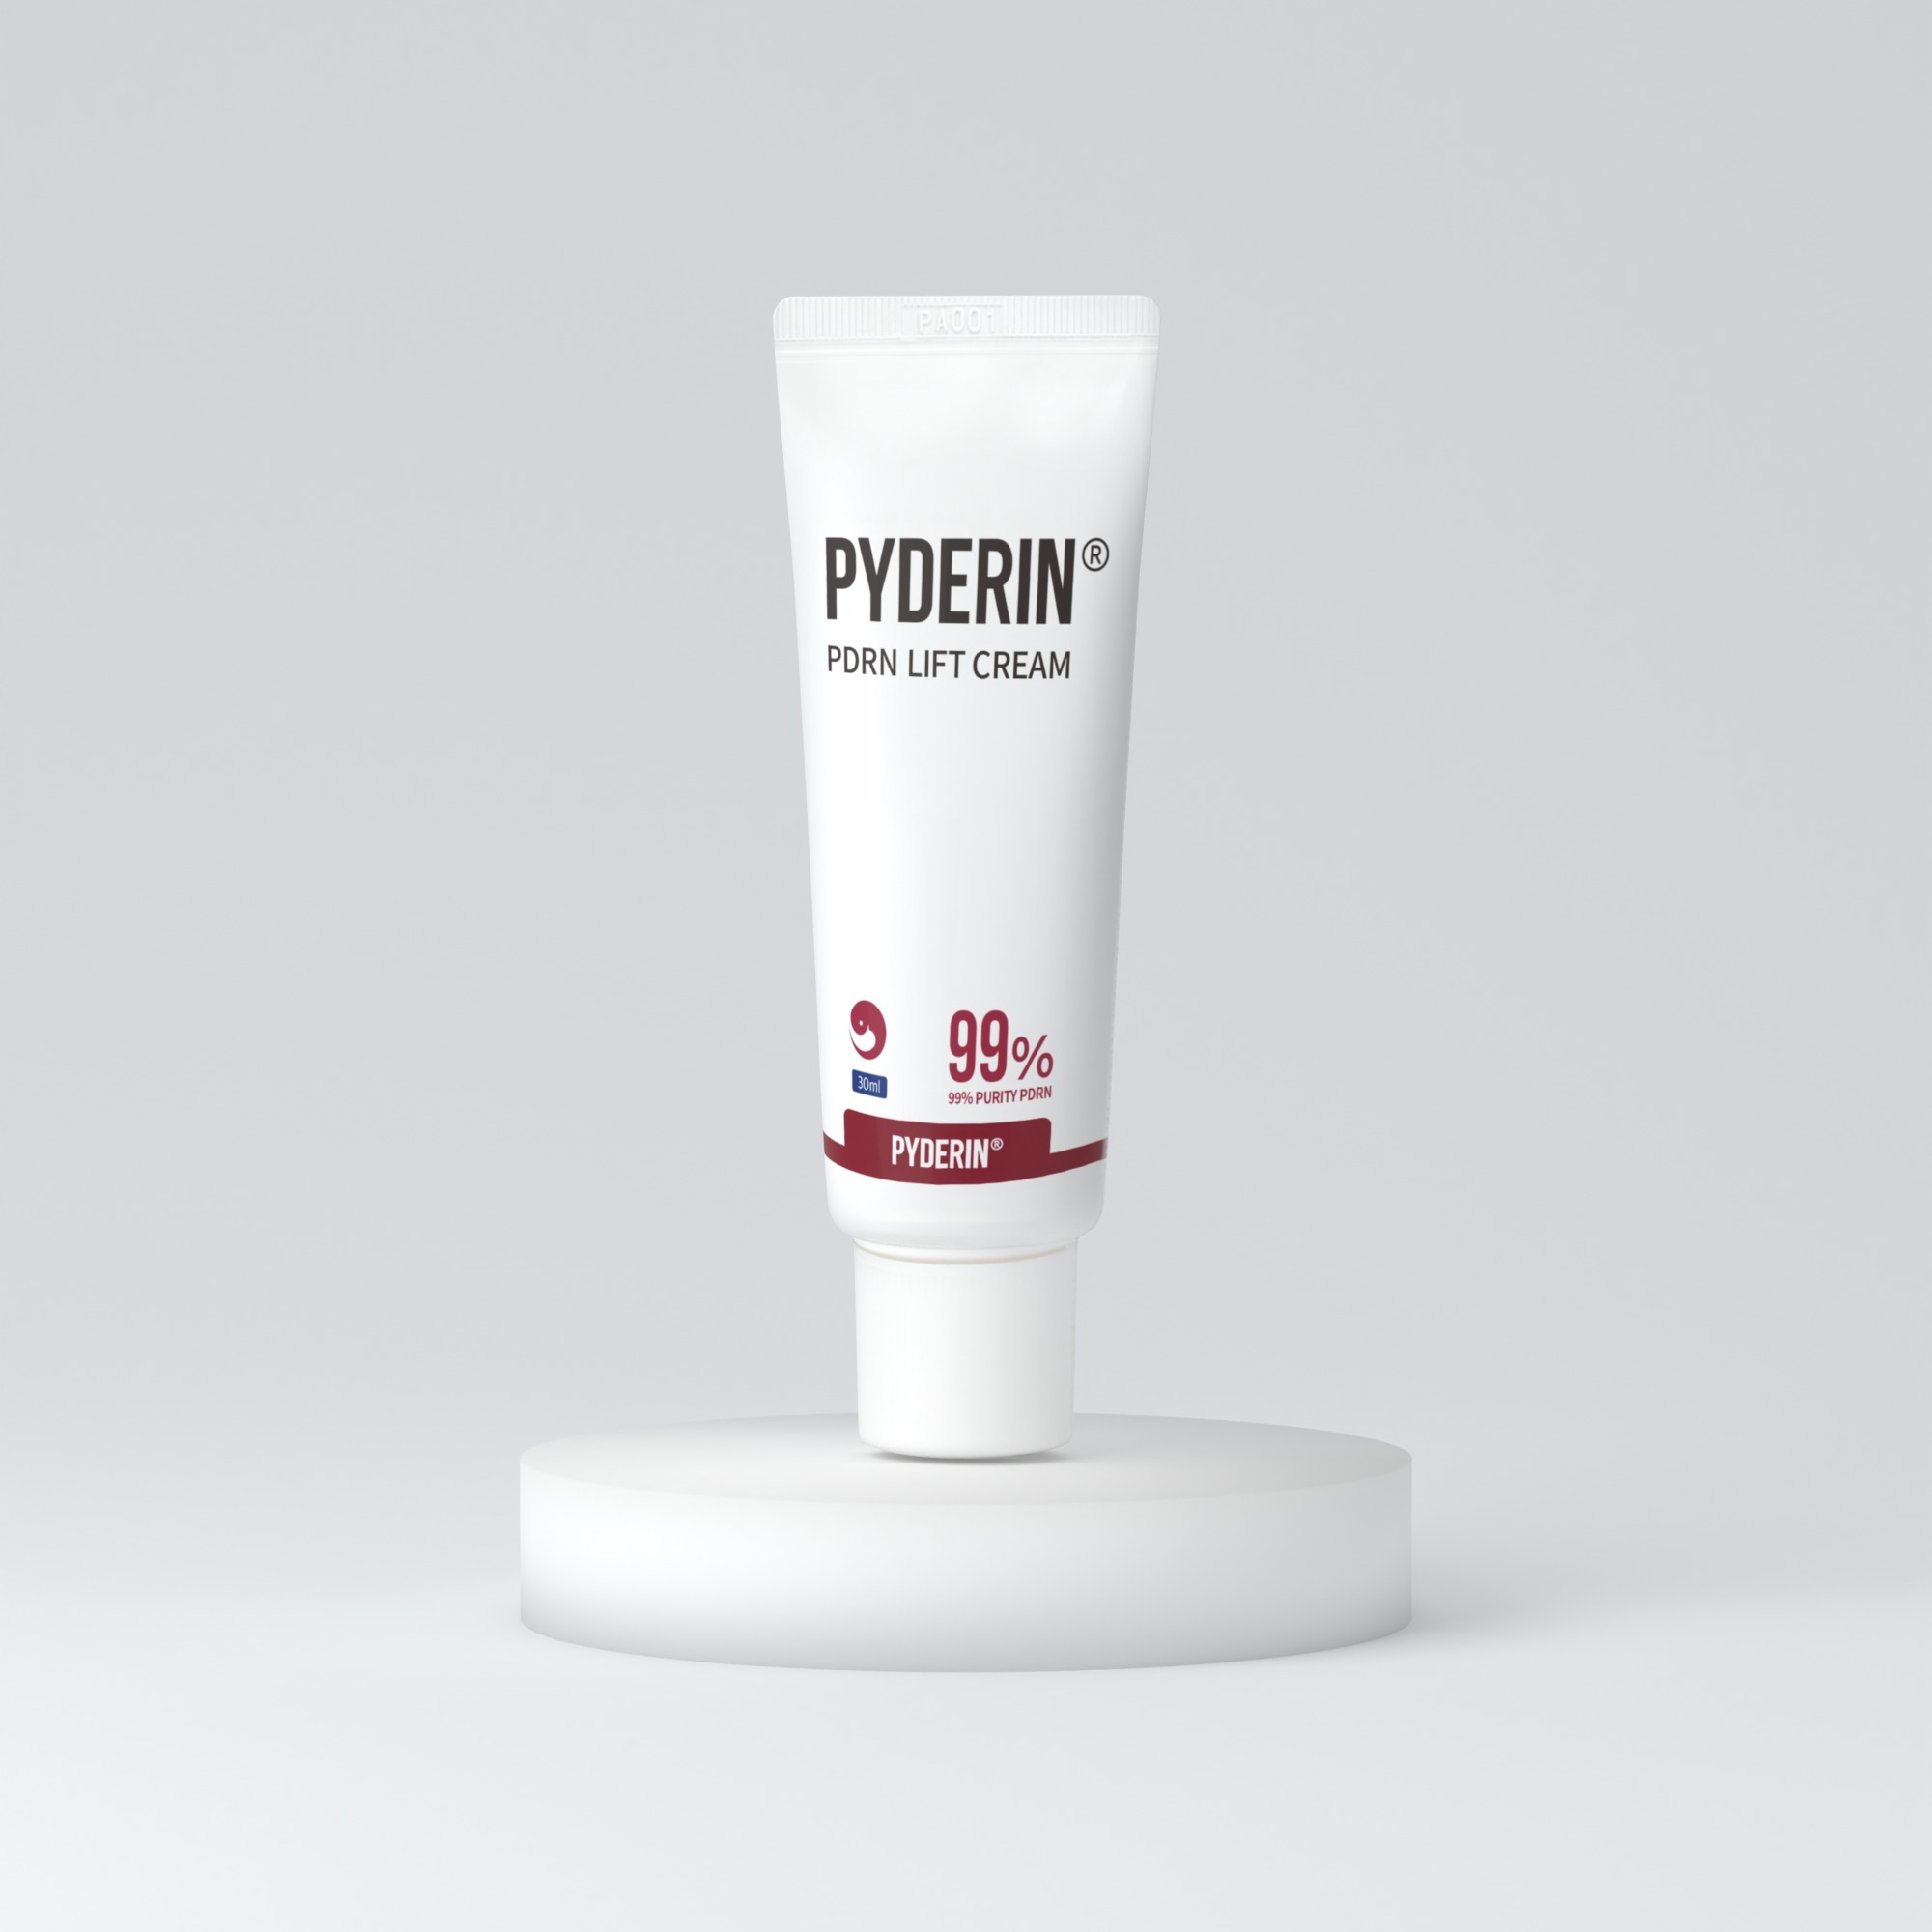 PA001
PYDERIN®
PDRN LIFT CREAM
99%
30ml
99% PURITY PDRN
PYDERIN®